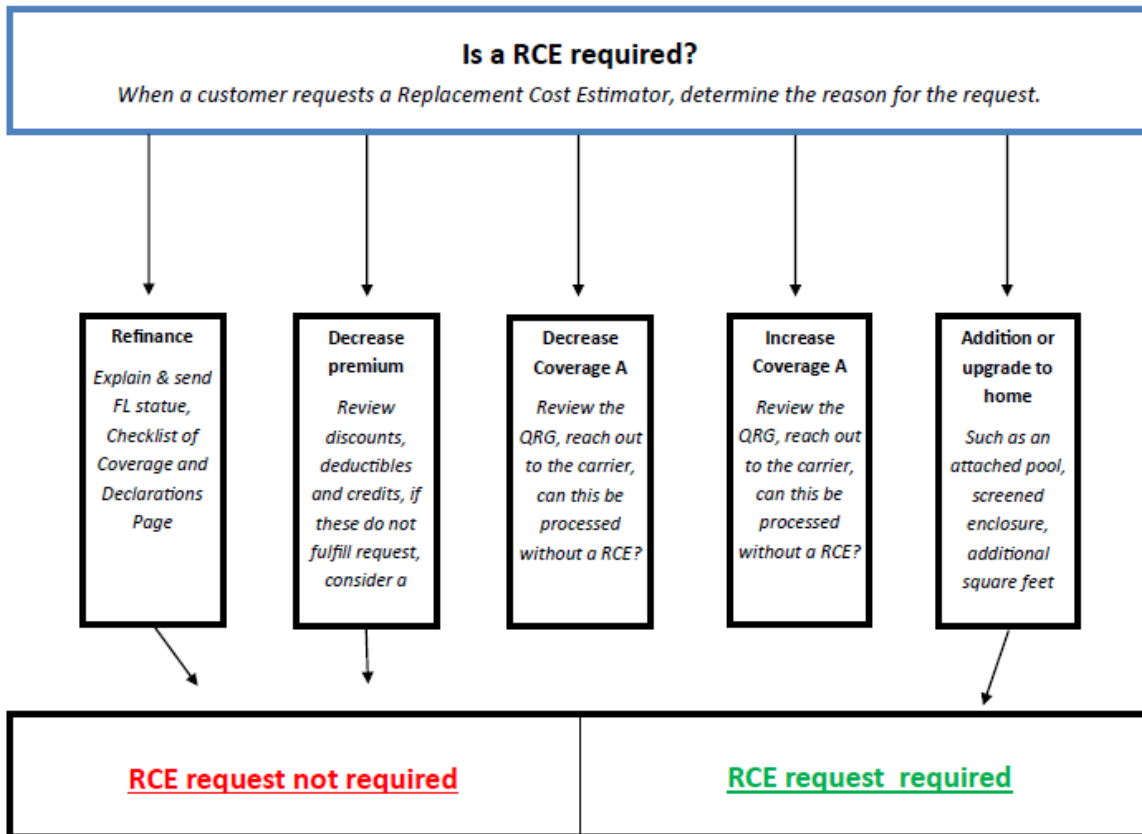 Is a RCE required?
When a customer requests a Replacement Cost Estimator, determine the reason for the request.
Refinance
Explain & send
FL statue,
Checklist of
Coverage and
Declarations
Page
Decrease
premium
Review
discounts,
deductibles
and credits, if
these do not
fulfill request,
consider a
Decrease
Coverage A
Review the
QRG, reach out
to the carrier,
can this be
processed
without a RCE?
Increase
Coverage A
Review the
QRG, reach out
to the carrier,
can this be
processed
without a RCE?
Addition or
upgrade to
home
Such as an
attached pool,
screened
enclosure,
additional
square feet
RCE request not required
RCE request  required